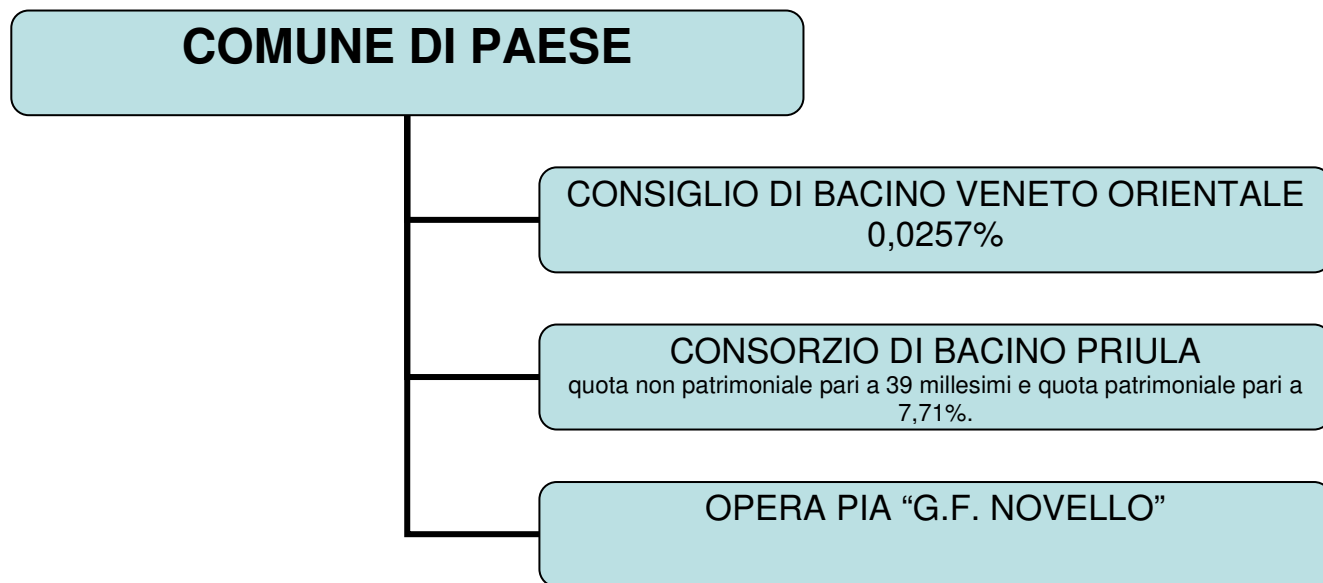 COMUNE DI PAESE
CONSIGLIO DI BACINO VENETO ORIENTALE
0,0257%
CONSORZIO DI BACINO PRIULA
quota non patrimoniale pari a 39 millesimi e quota patrimoniale pari a
7,71%.
OPERA PIA “G.F. NOVELLO”